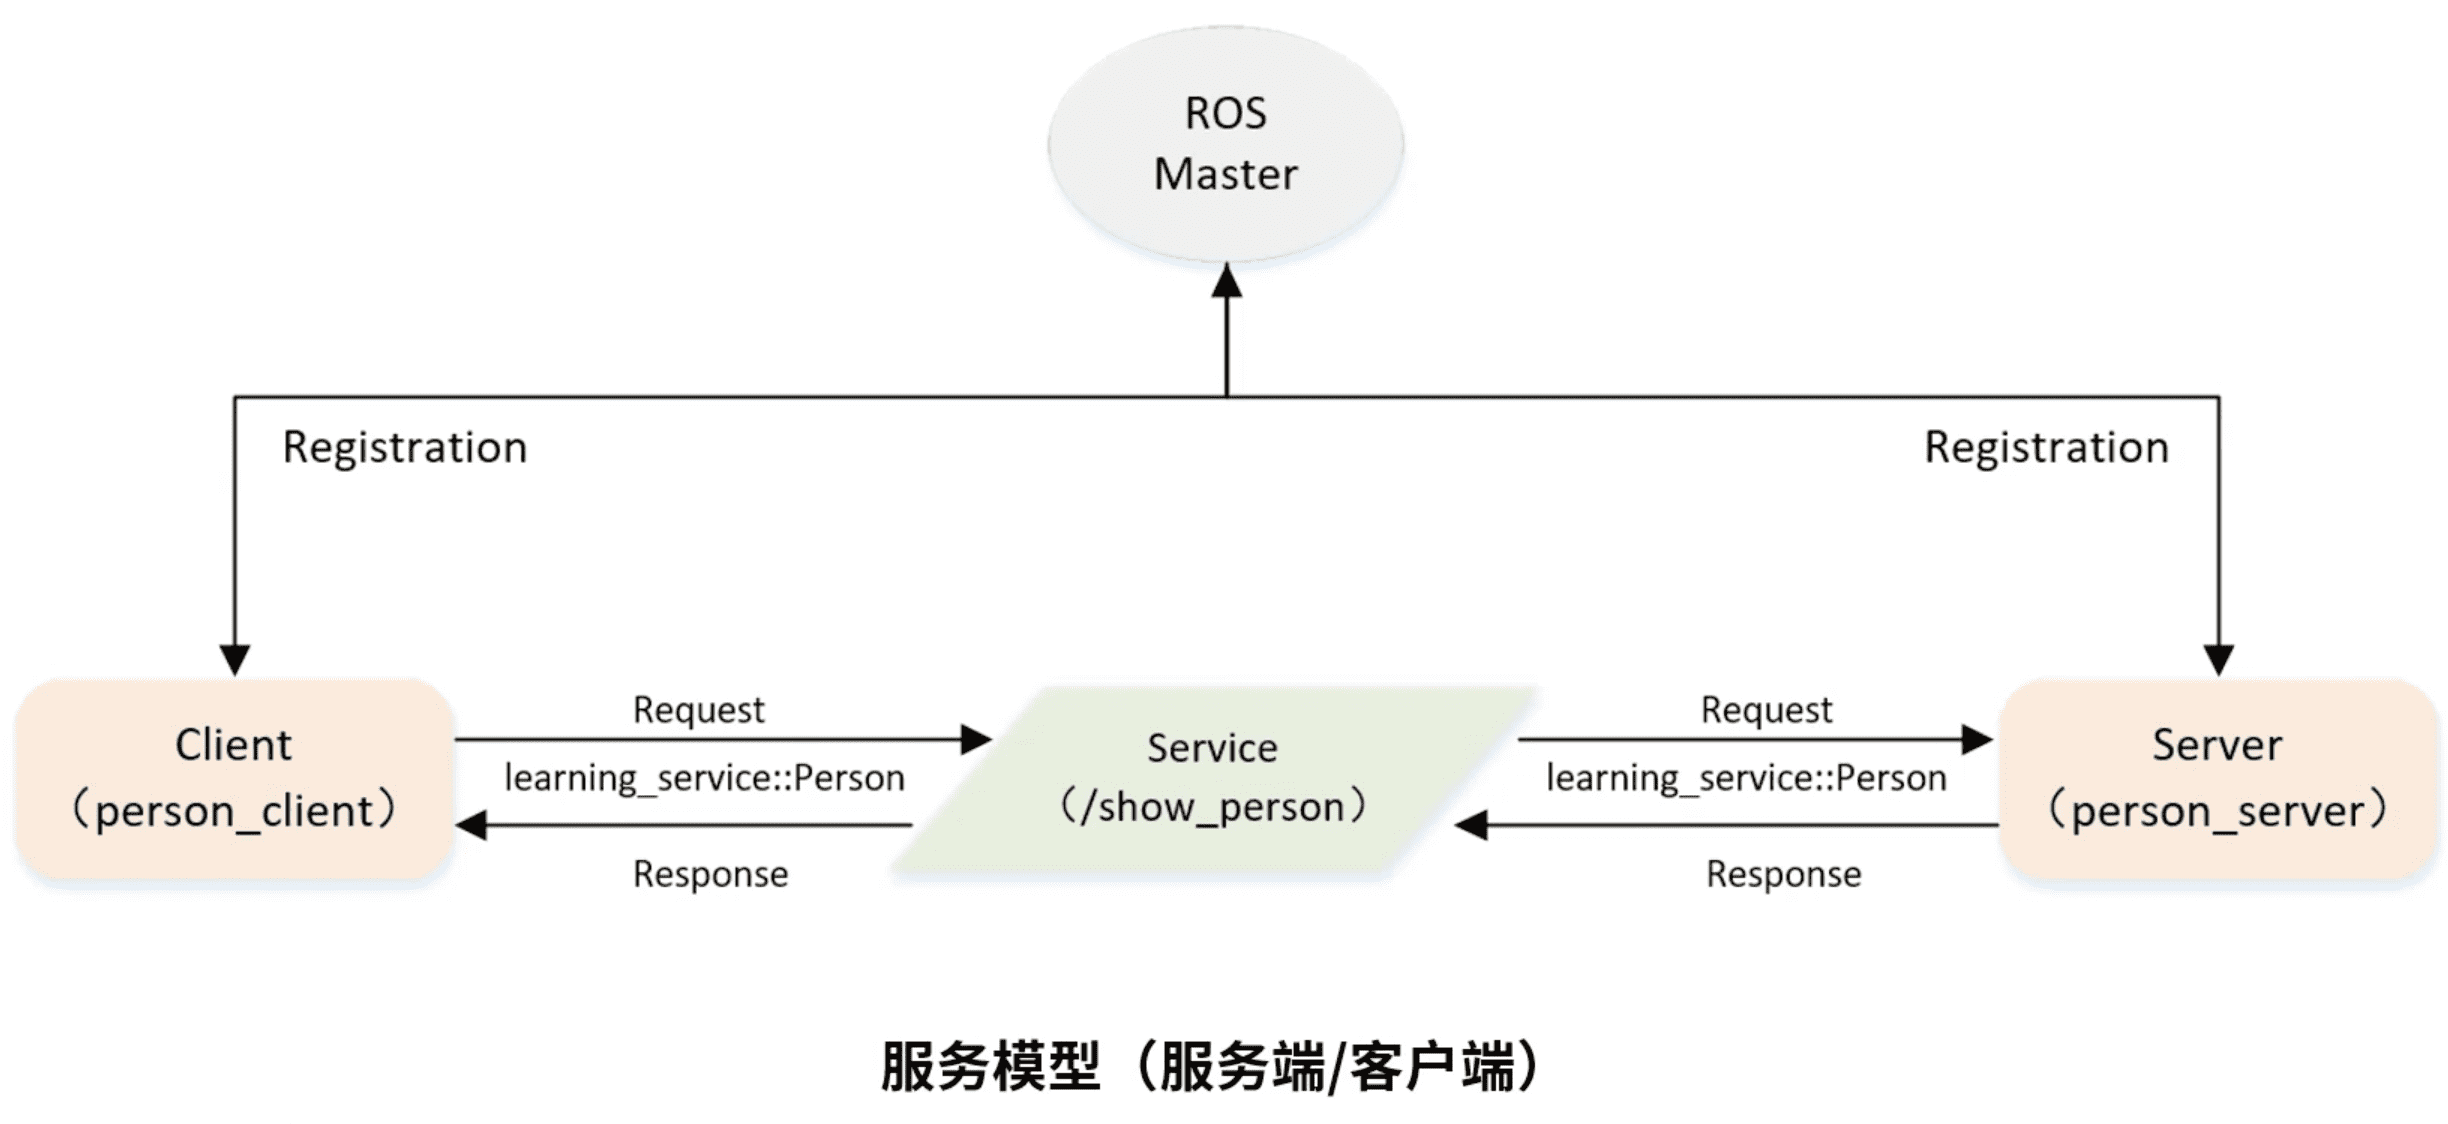 ROS
Master
Registration
Registration
Client
（person_client）
Request
learning_service::Person
Response
Service
（/show_person）
Request
learning_service::Person
Response
Server
（person_server）
服务模型（服务端/客户端）